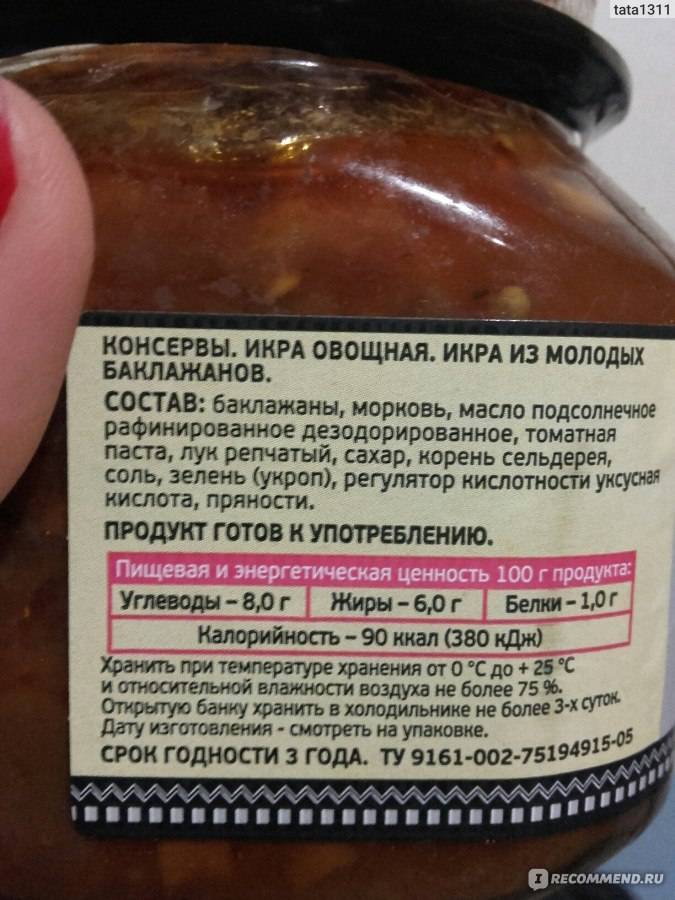 tata1311
КОНСЕРВЫ. ИКРА ОВОЩНАЯ. ИКРА ИЗ МОЛОДЫХ
БАКЛАЖАНОВ.
СОСТАВ: баклажаны, морковь, масло подсолнечное
рафинированное дезодорированное, томатная
паста, лук репчатый, сахар, корень сельдерея,
соль, зелень (укроп), регулятор кислотности уксусная
кислота, пряности.
ПРОДУКТ ГОТОВ К УПОТРЕБЛЕНИЮ.
Пищевая и энергетическая ценность 100 г продукта:
Углеводы – 8,0 г Жиры – 6,0 г Белки – 1,0 г
Калорийность – 90 ккал (380 кДж)
Хранить при температуре хранения от 0 °С до + 25 °С
и относительной влажности воздуха не более 75 %.
Открытую банку хранить в холодильнике не более 3-х суток.
Дату изготовления - смотреть на упаковке.
СРОК ГОДНОСТИ 3 ГОДА. ТУ 9161-002-75194915-05
IRECOMMEND.RU